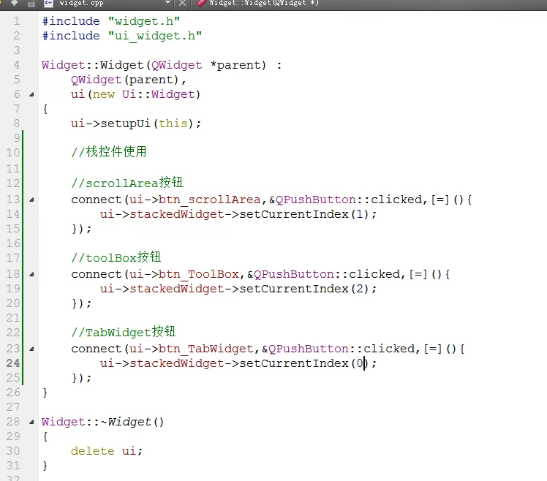 widget.cpp
Widget::Widget(QWidget *)
1 #include "widget.h"
2 #include "ui_widget.h"
3
4 Widget::Widget(QWidget *parent) :
5     QWidget(parent),
6     ui(new Ui::Widget)
7 {
8     ui->setupUi(this);
9
10     //栈控件使用
11
12     //scrollArea按钮
13     connect(ui->btn_scrollArea,&QPushButton::clicked,[=](){
14         ui->stackedWidget->setCurrentIndex(1);
15     });
16
17     //toolBox按钮
18     connect(ui->btn_ToolBox,&QPushButton::clicked,[=](){
19         ui->stackedWidget->setCurrentIndex(2);
20     });
21
22     //TabWidget按钮
23     connect(ui->btn_TabWidget,&QPushButton::clicked,[=](){
24         ui->stackedWidget->setCurrentIndex(0);
25     });
26 }
27
28 Widget::~Widget()
29 {
30     delete ui;
31 }
32